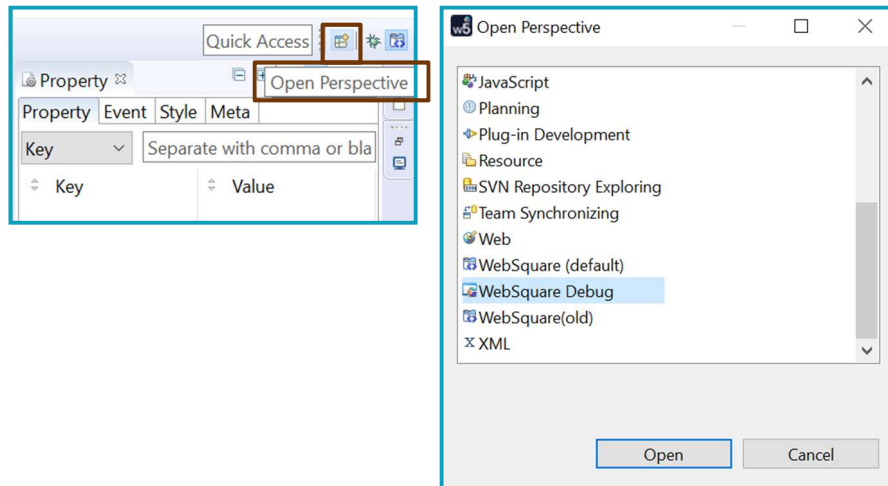 Quick Access
Property
Open Perspective
Property Event Style Meta
Key Separate with comma or bla
Key Value
w5 Open Perspective
JavaScript
Planning
Plug-in Development
Resource
SVN Repository Exploring
Team Synchronizing
Web
WebSquare (default)
WebSquare Debug
WebSquare(old)
XML
Open Cancel